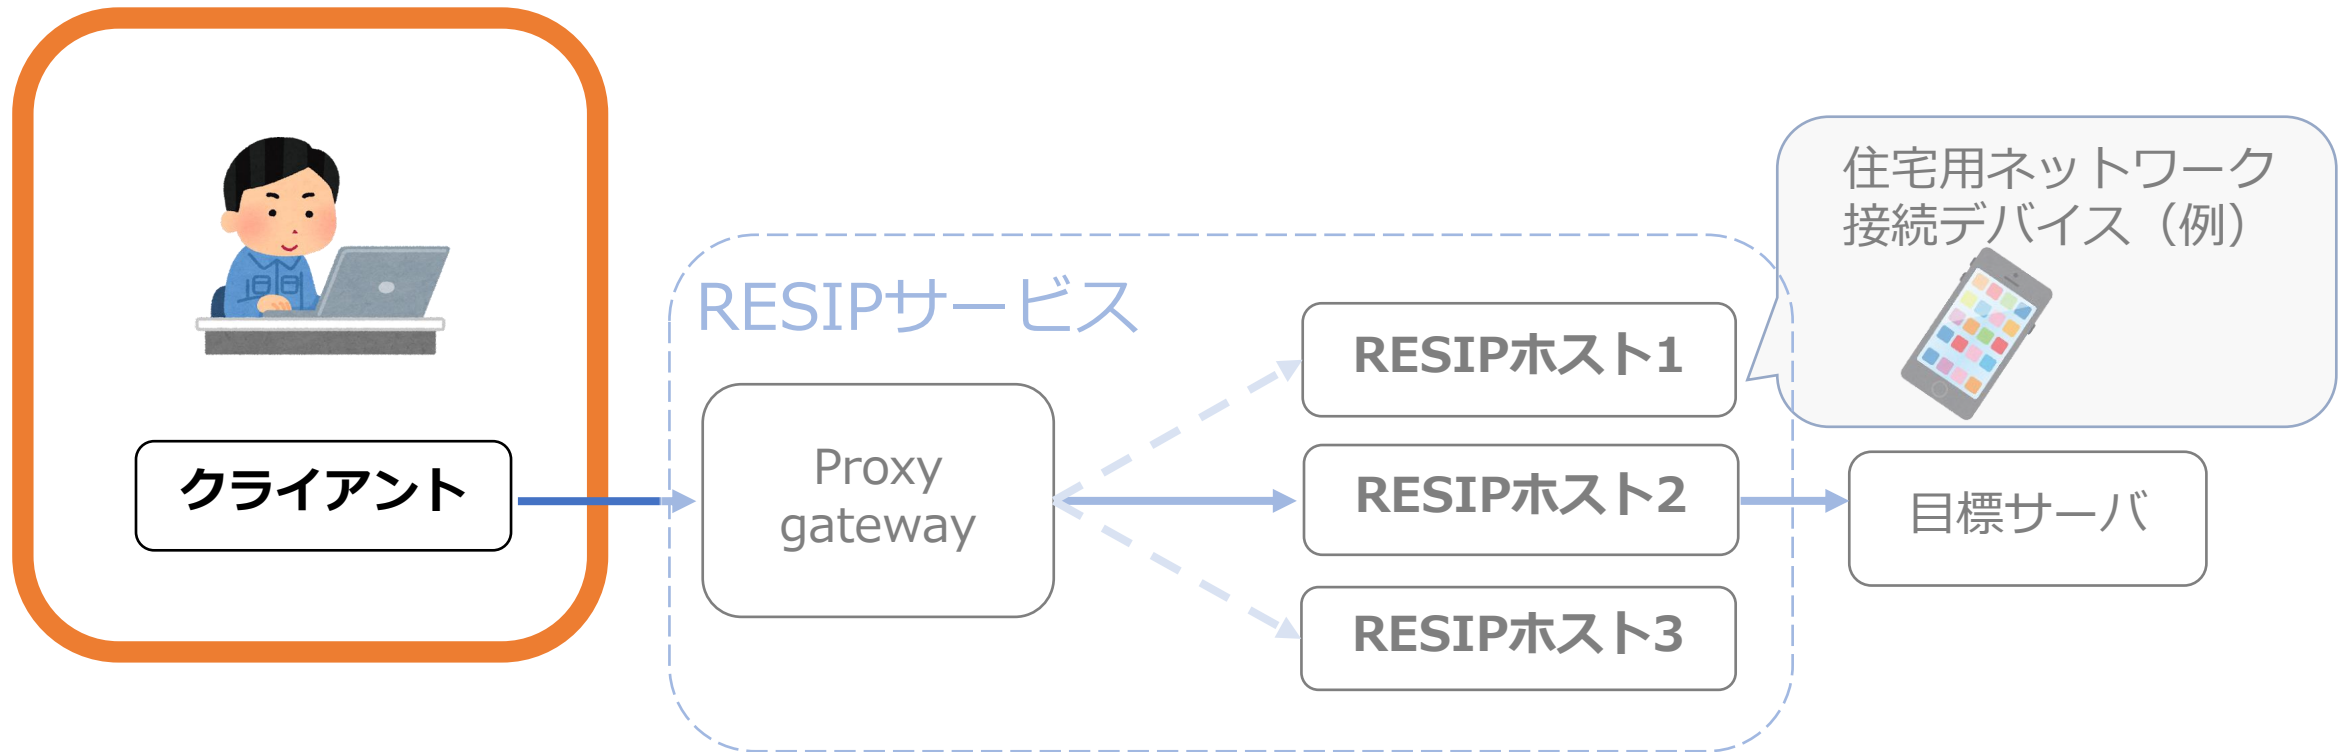 住宅用ネットワーク
接続デバイス（例）
RESIPサービス
RESIPホスト1
Proxy
gateway
クライアント
RESIPホスト2
目標サーバ
RESIPホスト3